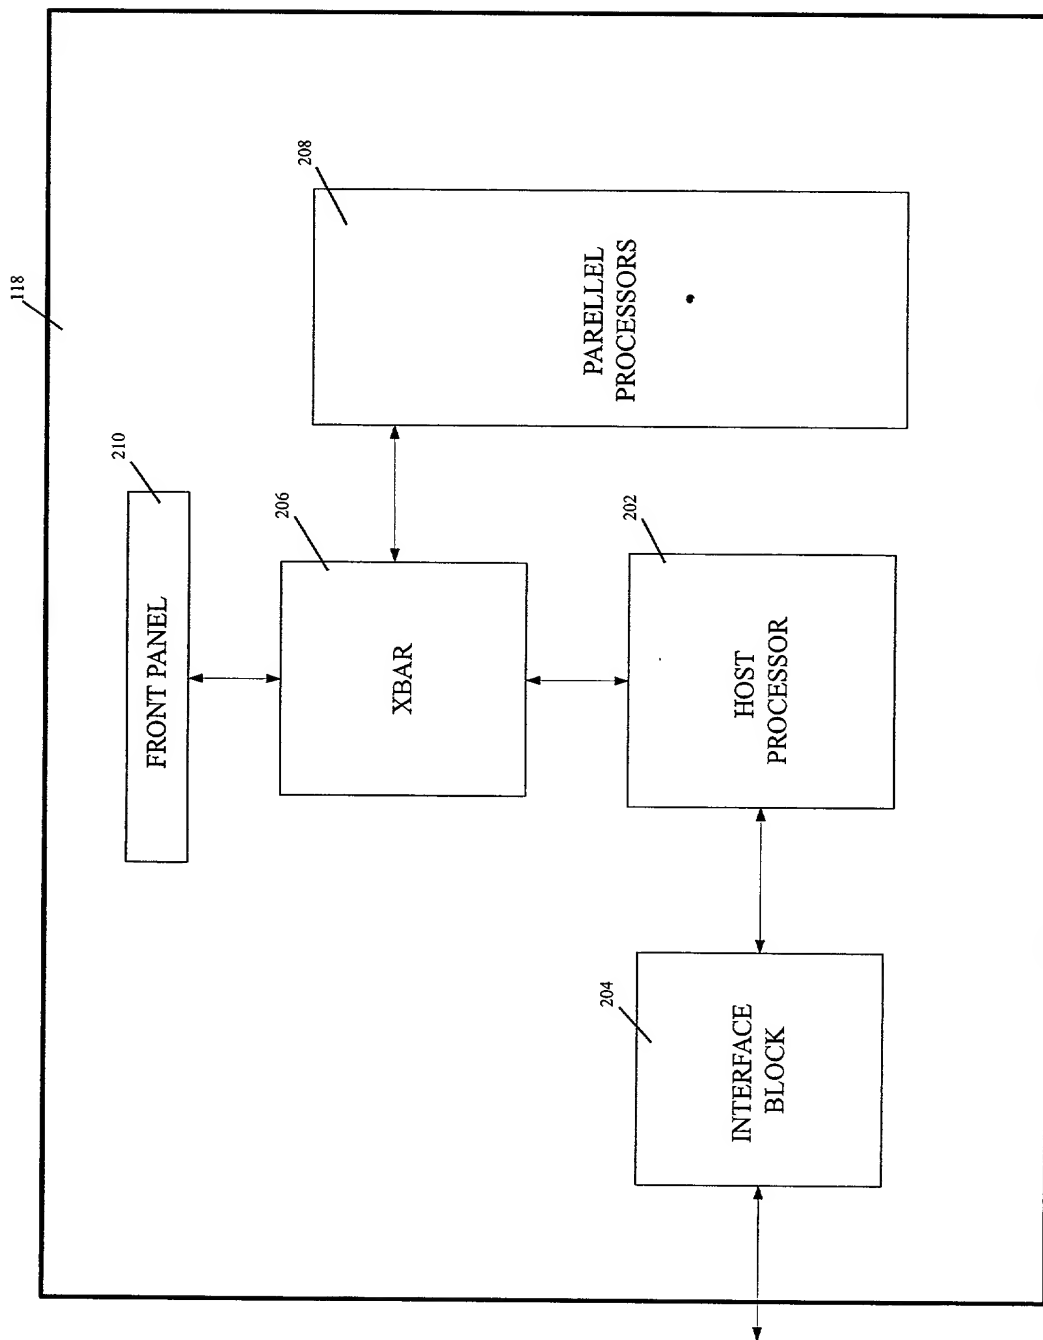 118
210
FRONT PANEL
208
206
XBAR
PARELLEL
PROCESSORS
202
HOST
PROCESSOR
204
INTERFACE
BLOCK